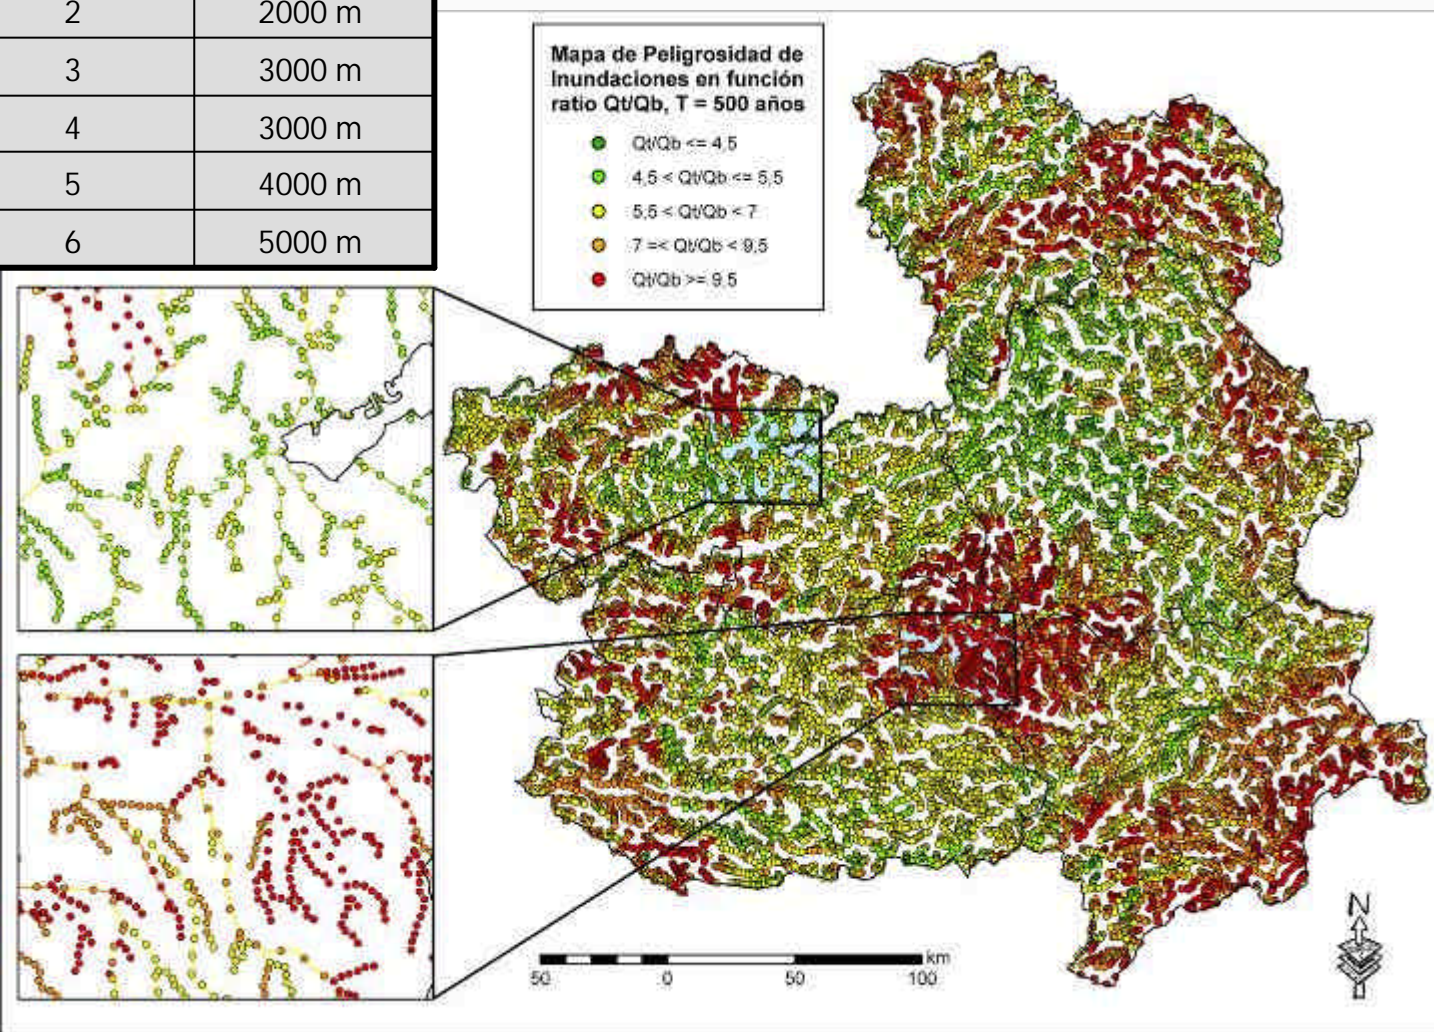 2 2000 m
3 3000 m
4 3000 m
5 4000 m
6 5000 m
Mapa de Peligrosidad de
Inundaciones en función
ratio Qt/Qb, T = 500 años
Qt/Qb <= 4,5
4,5 < Qt/Qb <= 5,5
5,5 < Qt/Qb < 7
7 =< Qt/Qb < 9,5
Qt/Qb >= 9,5
N
km
50 0 50 100